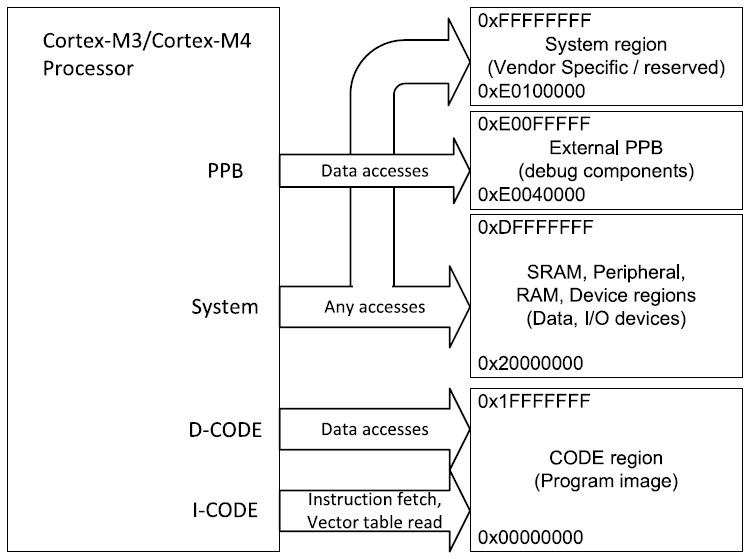 Cortex-M3/Cortex-M4
Processor
PPB
System
D-CODE
I-CODE
Data accesses
Any accesses
Data accesses
Instruction fetch,
Vector table read
0xFFFFFFFF
System region
(Vendor Specific / reserved)
0xE0100000
0xE00FFFFF
External PPB
(debug components)
0xE0040000
0xDFFFFFFF
SRAM, Peripheral,
RAM, Device regions
(Data, I/O devices)
0x20000000
0x1FFFFFFF
CODE region
(Program image)
0x00000000